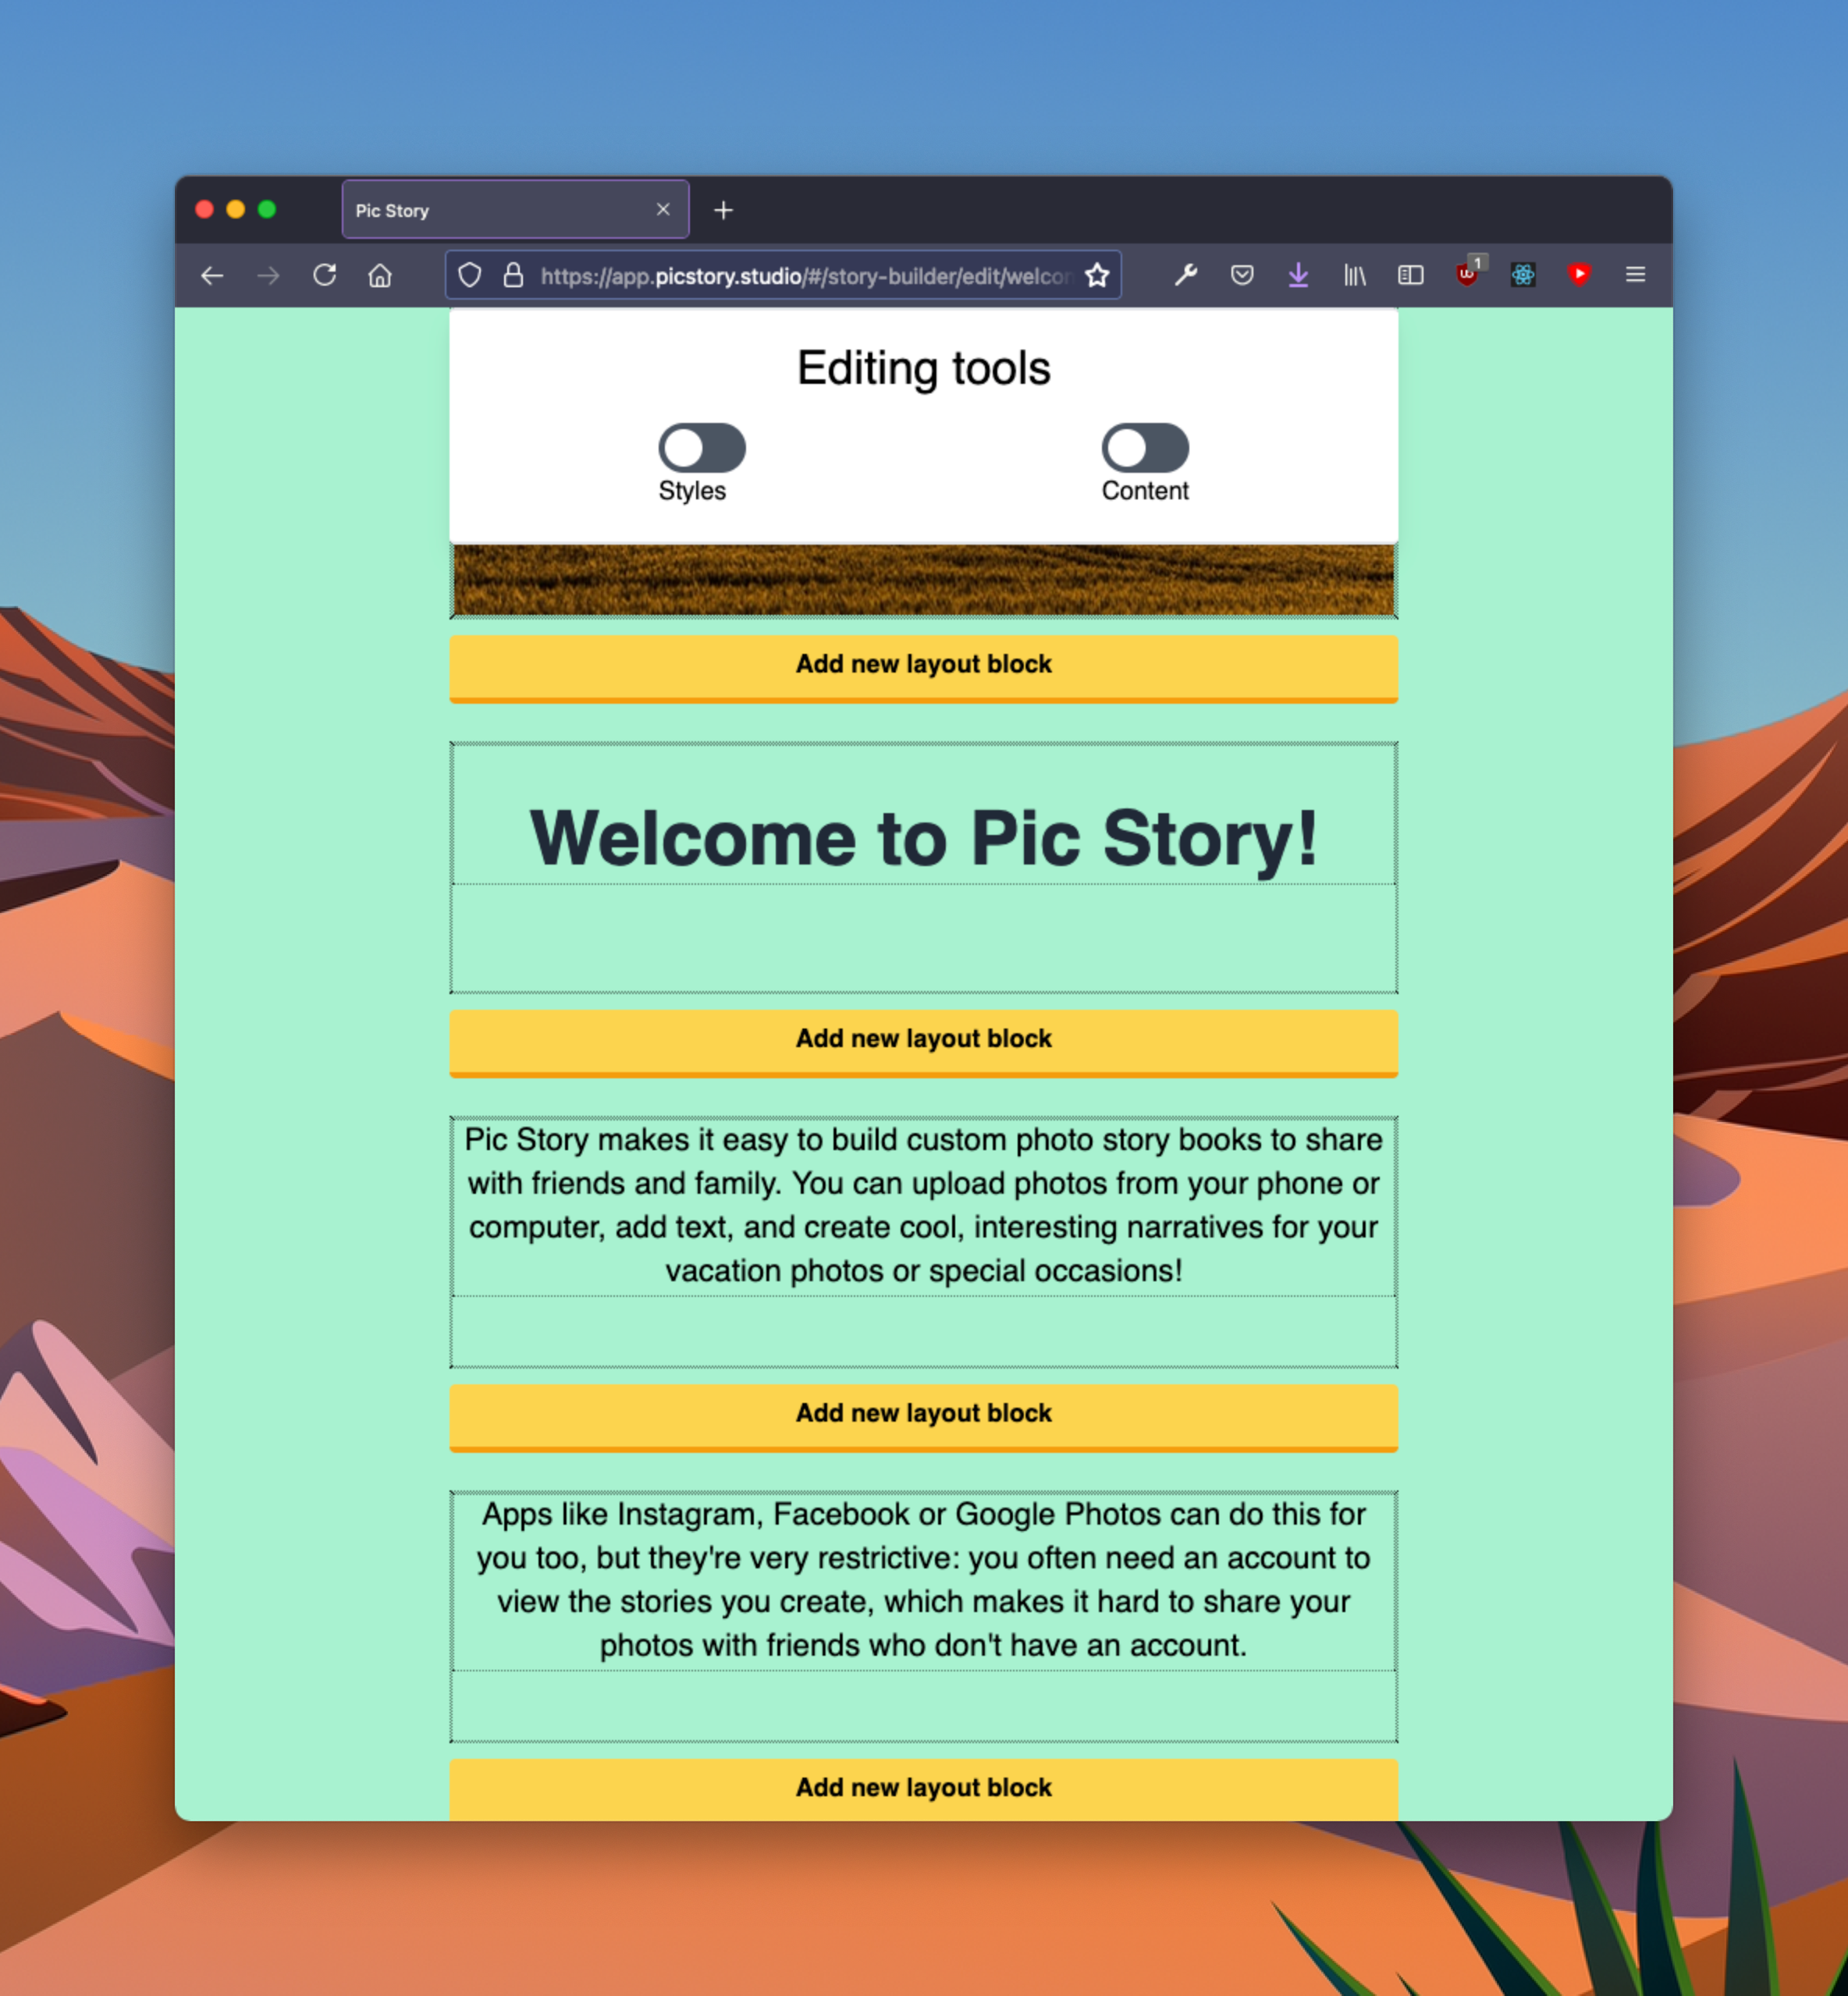 Pic Story
https://app.picstory.studio/#/story-builder/edit/welcon
1
Editing tools
Styles
Content
Add new layout block
Welcome to Pic Story!
Add new layout block
Pic Story makes it easy to build custom photo story books to share
with friends and family. You can upload photos from your phone or
computer, add text, and create cool, interesting narratives for your
vacation photos or special occasions!
Add new layout block
Apps like Instagram, Facebook or Google Photos can do this for
you too, but they're very restrictive: you often need an account to
view the stories you create, which makes it hard to share your
photos with friends who don't have an account.
Add new layout block